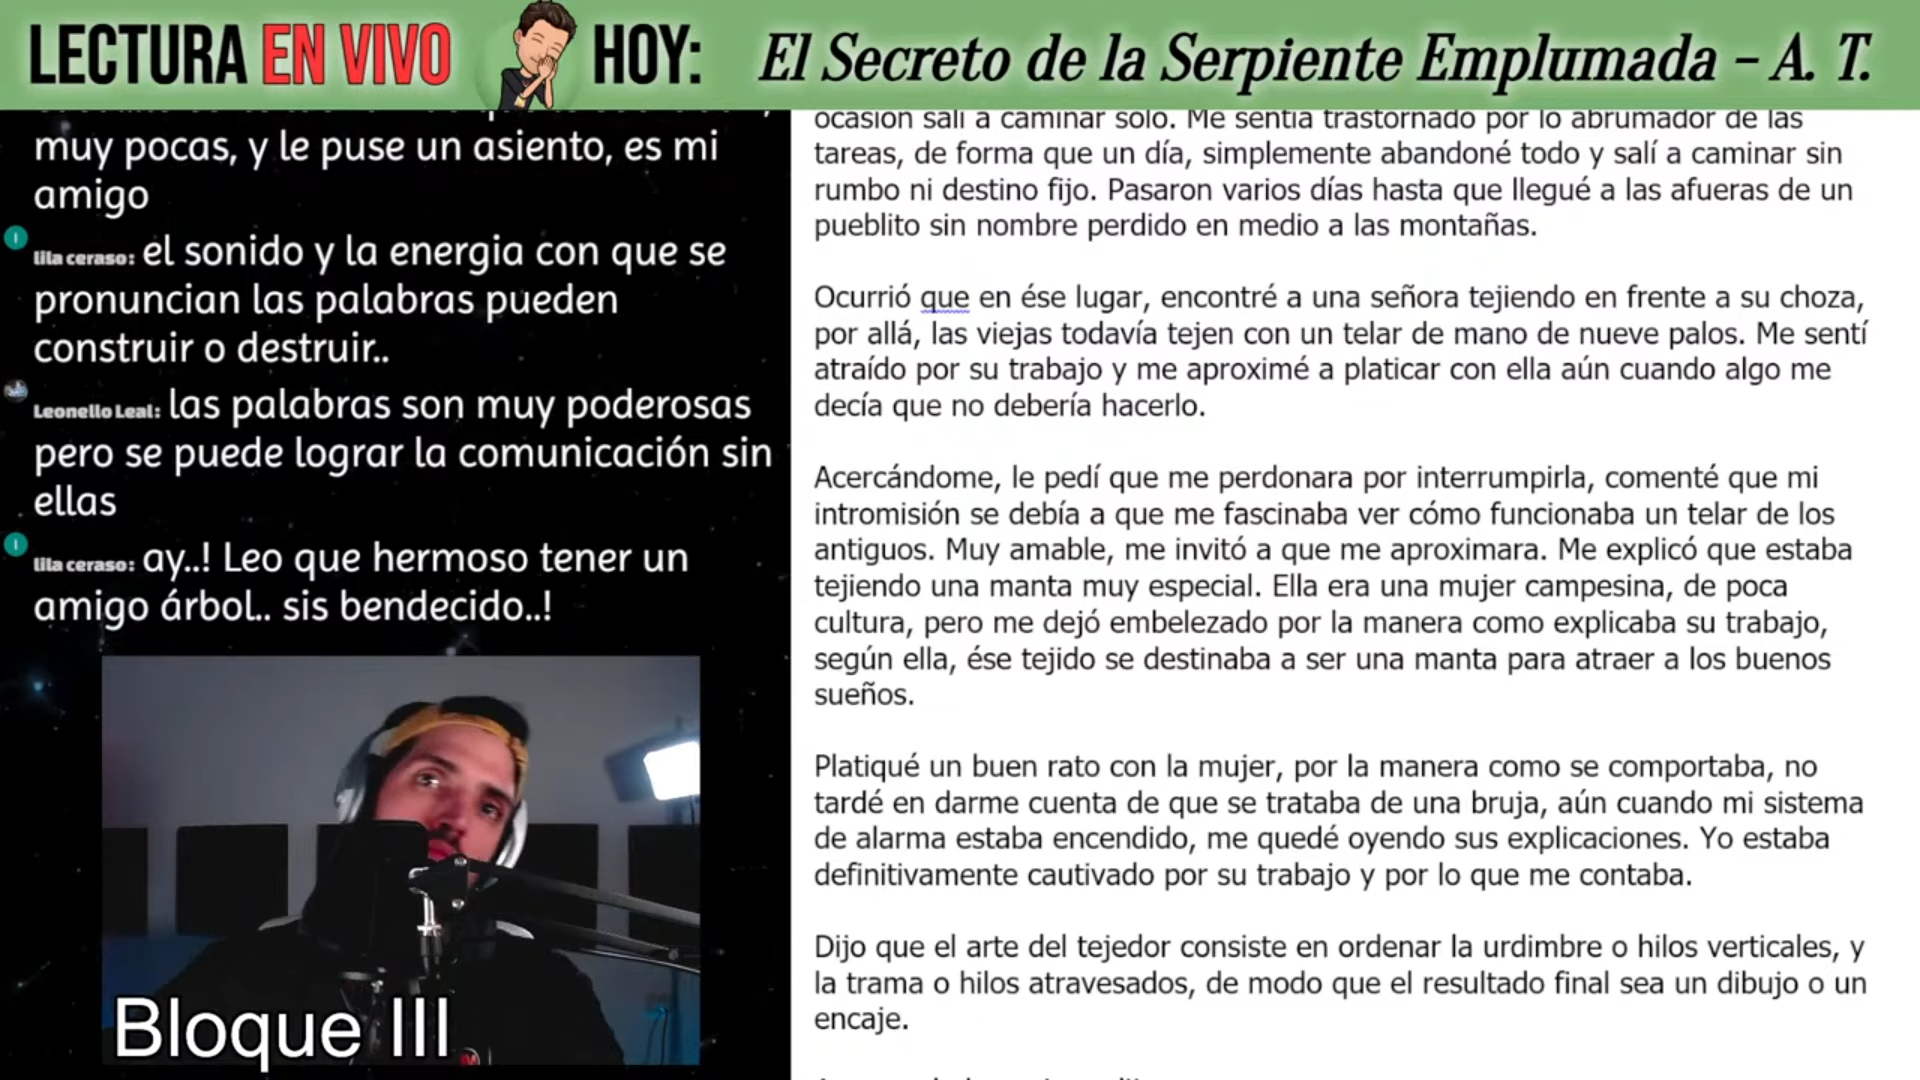 LECTURA EN VIVO HOY: El Secreto de la Serpiente Emplumada - A. T.
muy pocas, y le puse un asiento, es mi
amigo
lila ceraso: el sonido y la energia con que se
pronuncian las palabras pueden
construir o destruir..
Leonello Leal: las palabras son muy poderosas
pero se puede lograr la comunicación sin
ellas
lila ceraso: ay..! Leo que hermoso tener un
amigo árbol.. sis bendecido..!
Bloque III
ocasión salí a caminar solo. Me sentía trastornado por lo abrumador de las
tareas, de forma que un día, simplemente abandoné todo y salí a caminar sin
rumbo ni destino fijo. Pasaron varios días hasta que llegué a las afueras de un
pueblito sin nombre perdido en medio a las montañas.
Ocurrió que en ése lugar, encontré a una señora tejiendo en frente a su choza,
por allá, las viejas todavía tejen con un telar de mano de nueve palos. Me sentí
atraído por su trabajo y me aproximé a platicar con ella aún cuando algo me
decía que no debería hacerlo.
Acercándome, le pedí que me perdonara por interrumpirla, comenté que mi
intromisión se debía a que me fascinaba ver cómo funcionaba un telar de los
antiguos. Muy amable, me invitó a que me aproximara. Me explicó que estaba
tejiendo una manta muy especial. Ella era una mujer campesina, de poca
cultura, pero me dejó embelezado por la manera como explicaba su trabajo,
según ella, ése tejido se destinaba a ser una manta para atraer a los buenos
sueños.
Platiqué un buen rato con la mujer, por la manera como se comportaba, no
tardé en darme cuenta de que se trataba de una bruja, aún cuando mi sistema
de alarma estaba encendido, me quedé oyendo sus explicaciones. Yo estaba
definitivamente cautivado por su trabajo y por lo que me contaba.
Dijo que el arte del tejedor consiste en ordenar la urdimbre o hilos verticales, y
la trama o hilos atravesados, de modo que el resultado final sea un dibujo o un
encaje.